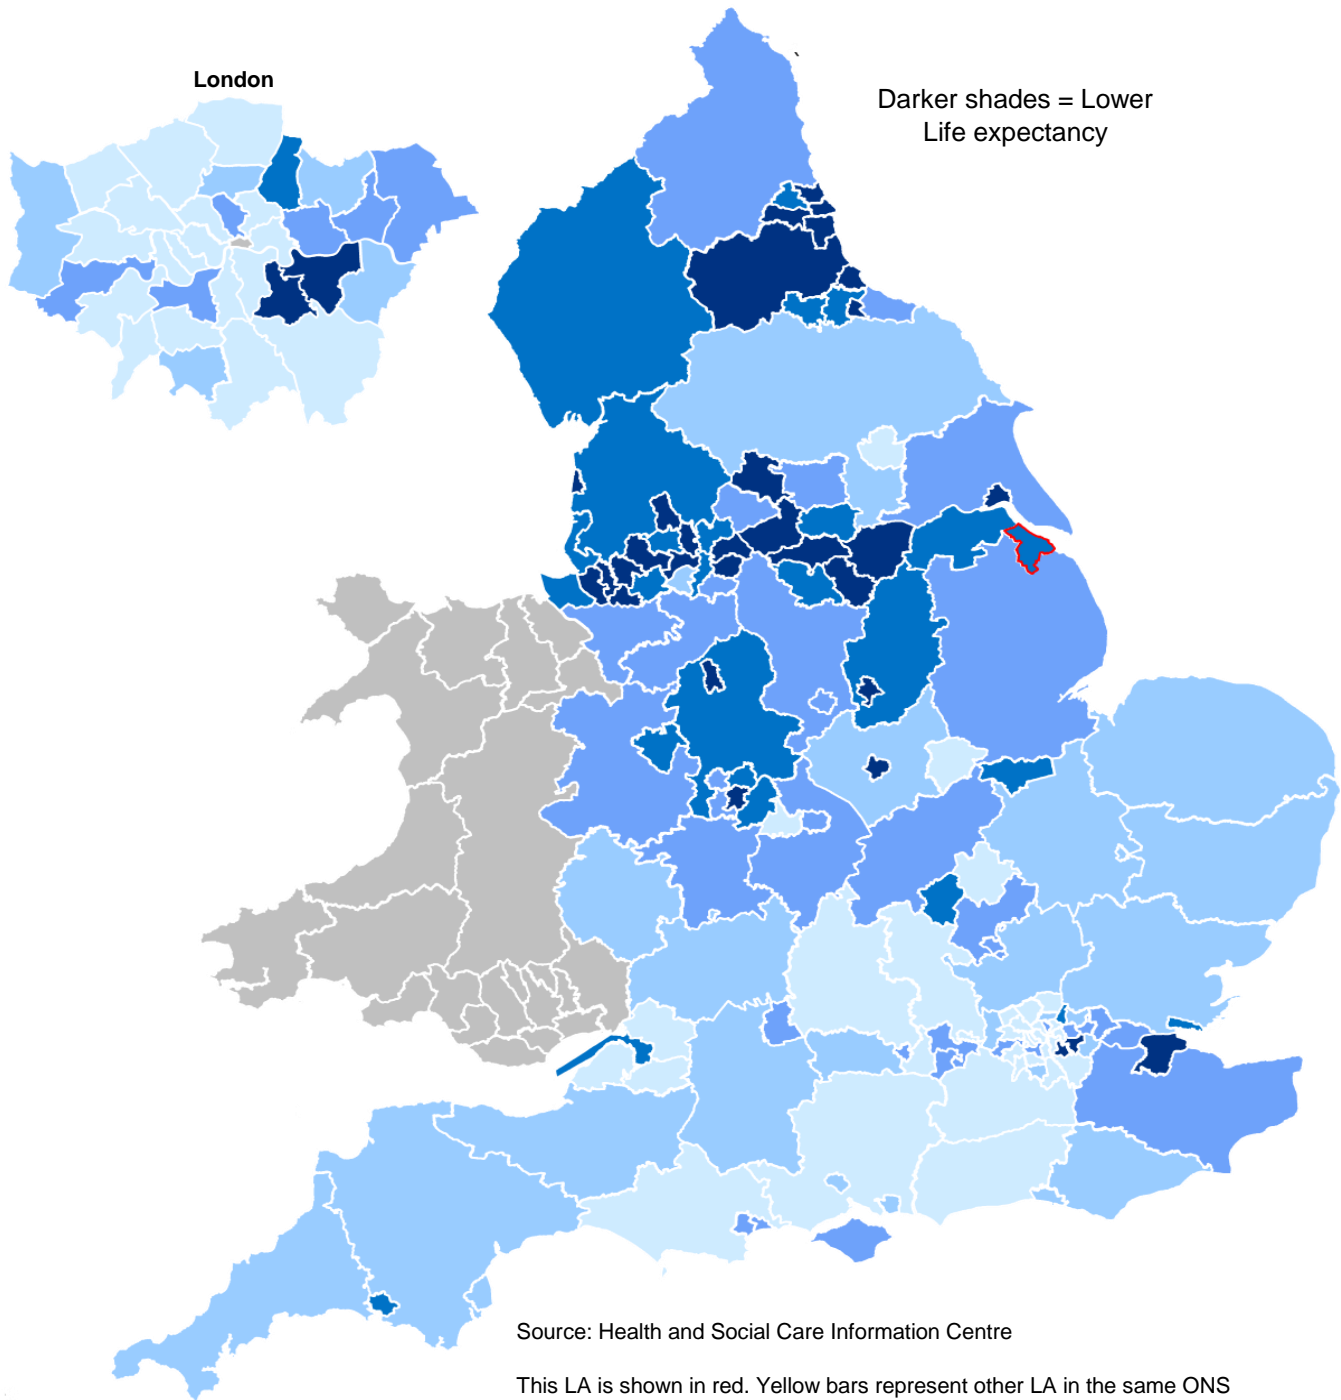 London
Darker shades = Lower
Life expectancy
Source: Health and Social Care Information Centre
This LA is shown in red. Yellow bars represent other LA in the same ONS